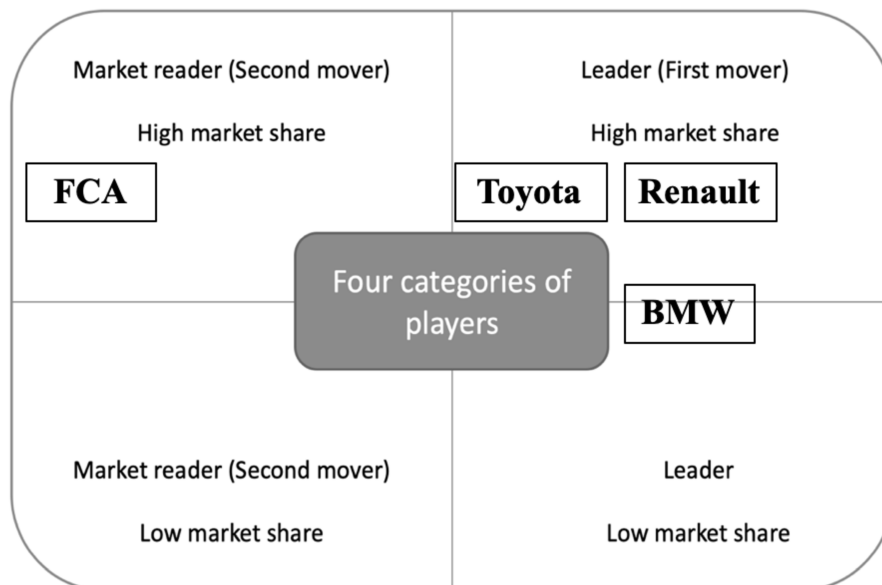 Market reader (Second mover)
High market share
FCA
Leader (First mover)
High market share
Toyota
Renault
Four categories of
players
BMW
Market reader (Second mover)
Low market share
Leader
Low market share